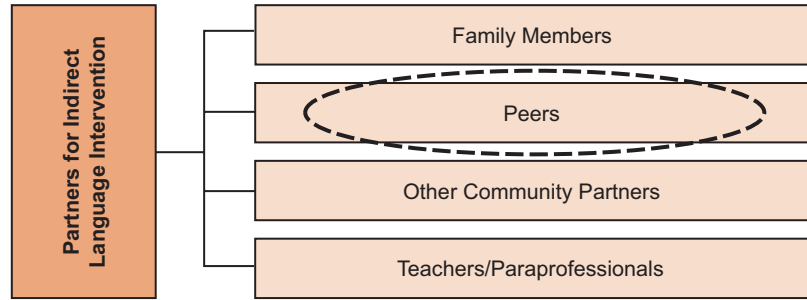 Partners for Indirect
Language Intervention
Family Members
Peers
Other Community Partners
Teachers/Paraprofessionals